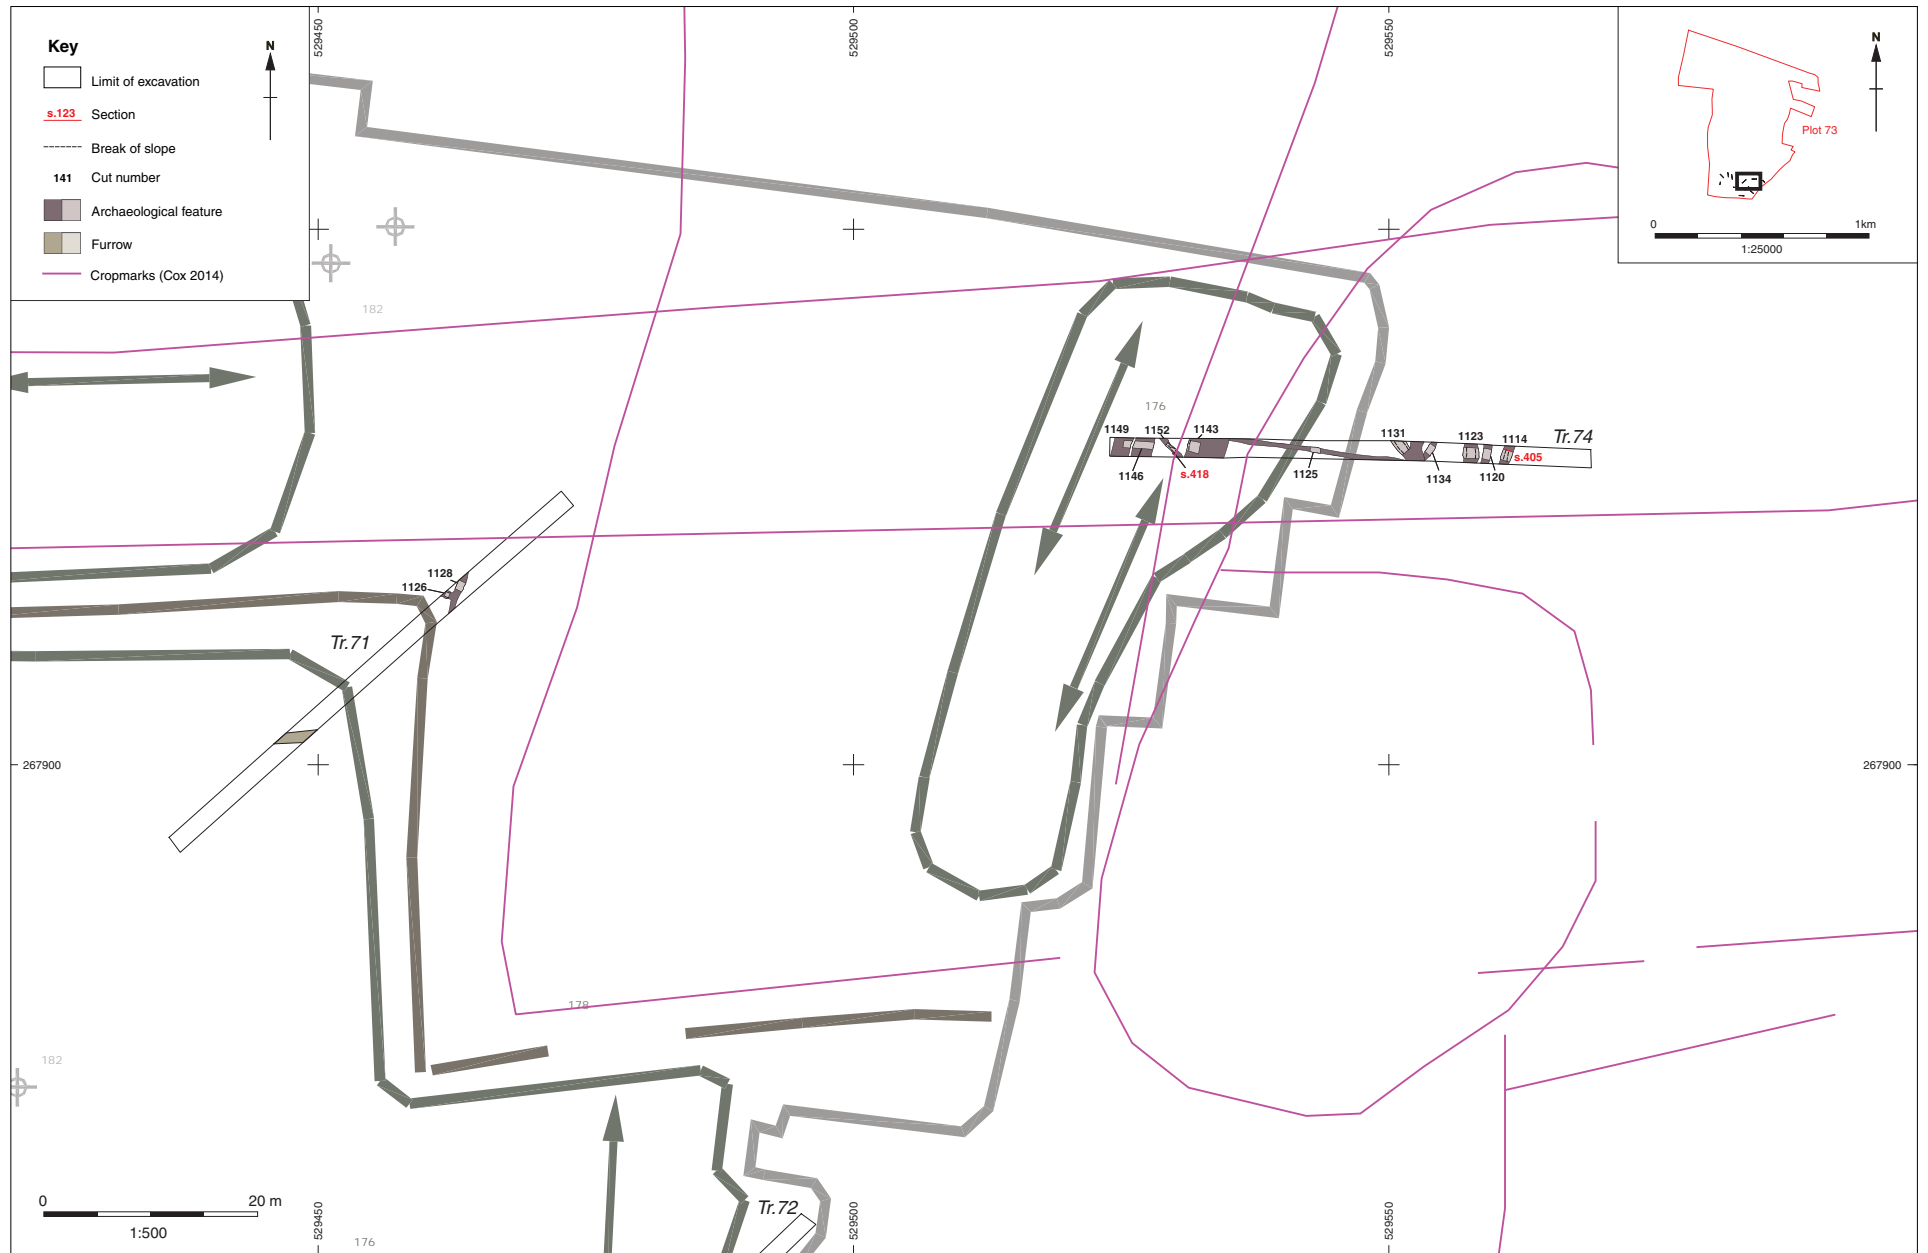 Key
N
Limit of excavation
s.123 Section
Break of slope
141 Cut number
Archaeological feature
Furrow
Cropmarks (Cox 2014)
529450
529500
529550
N
Plot 73
0 1km
1:25000
182
176
1149 1152 1143
1146 s.418 1125
1131 1123 1114 Tr.74
s.405
1134 1120
1128
1126
Tr.71
267900
267900
178
182
0 20 m
1:500
176
Tr.72
529450
529500
529550